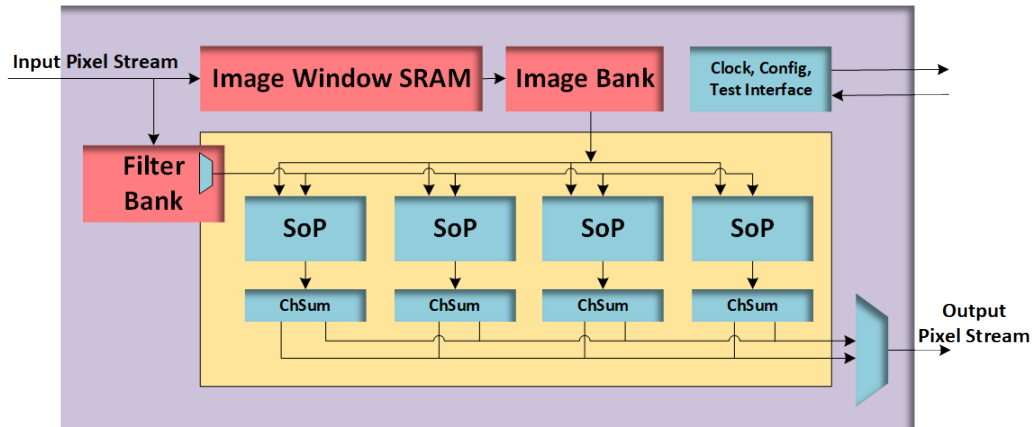 Input Pixel Stream
Image Window SRAM
Image Bank
Clock, Config,
Test Interface
Filter
Bank
SoP
SoP
SoP
SoP
ChSum
ChSum
ChSum
ChSum
Output
Pixel Stream